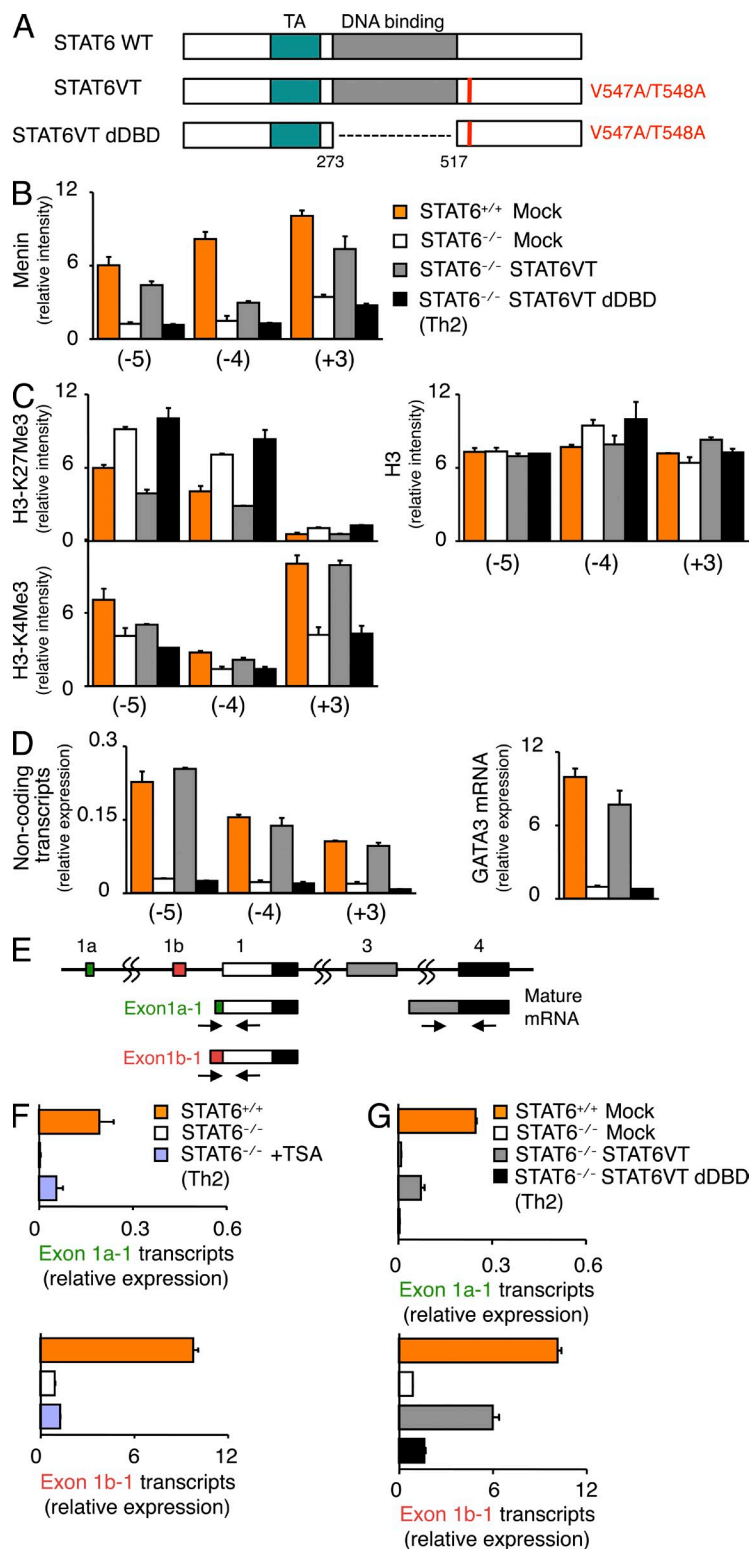 A
TA
DNA binding
STAT6 WT
STAT6VT
V547A/T548A
STAT6VT dDBD
V547A/T548A
273
517
B
Menin
(relative intensity)
12
6
0
(-5)
(-4)
(+3)
STAT6+/+ Mock
STAT6-/- Mock
STAT6-/- STAT6VT
STAT6-/- STAT6VT dDBD
(Th2)
C
H3-K27Me3
(relative intensity)
12
6
0
H3-K4Me3
(relative intensity)
6
0
(-5)
(-4)
(+3)
H3
(relative intensity)
12
6
0
(-5)
(-4)
(+3)
D
Non-coding
transcripts
(relative expression)
0.3
0.15
0
(-5)
(-4)
(+3)
GATA3 mRNA
(relative expression)
12
6
0
E
1a
1b
1
3
4
Exon1a-1
Mature
mRNA
Exon1b-1
F
STAT6+/+
STAT6-/-
STAT6-/- +TSA
(Th2)
0
0.3
0.6
Exon 1a-1 transcripts
(relative expression)
0
6
12
Exon 1b-1 transcripts
(relative expression)
G
STAT6+/+ Mock
STAT6-/- Mock
STAT6-/- STAT6VT
STAT6-/- STAT6VT dDBD
(Th2)
0
0.3
0.6
Exon 1a-1 transcripts
(relative expression)
0
6
12
Exon 1b-1 transcripts
(relative expression)